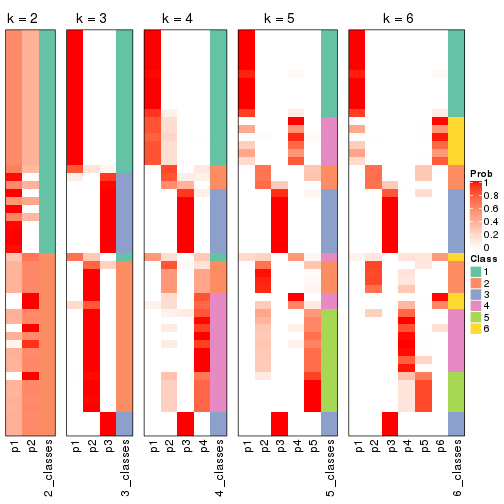 k = 2
k = 3
k = 4
k = 5
k = 6
p1
p2
2_classes
p1
p2
p3
3_classes
p1
p2
p3
p4
4_classes
p1
p2
p3
p4
p5
5_classes
p1
p2
p3
p4
p5
p6
6_classes
Prob
1
0.8
0.6
0.4
0.2
0
Class
1
2
3
4
5
6